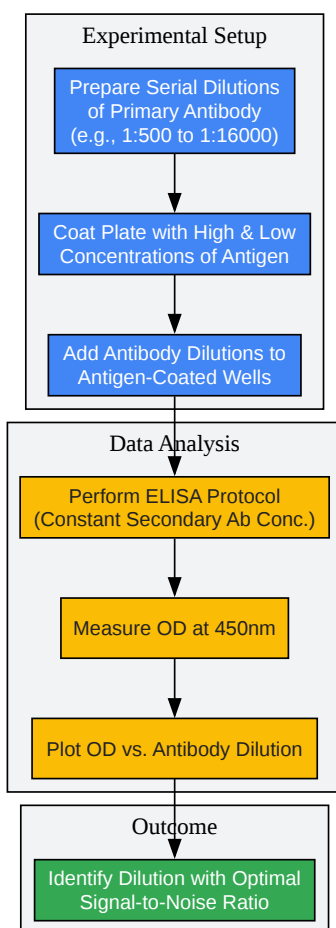 Experimental Setup
Prepare Serial Dilutions
of Primary Antibody
(e.g., 1:500 to 1:16000)
Coat Plate with High & Low
Concentrations of Antigen
Add Antibody Dilutions to
Antigen-Coated Wells
Data Analysis
Perform ELISA Protocol
(Constant Secondary Ab Conc.)
Measure OD at 450nm
Plot OD vs. Antibody Dilution
Outcome
Identify Dilution with Optimal
Signal-to-Noise Ratio